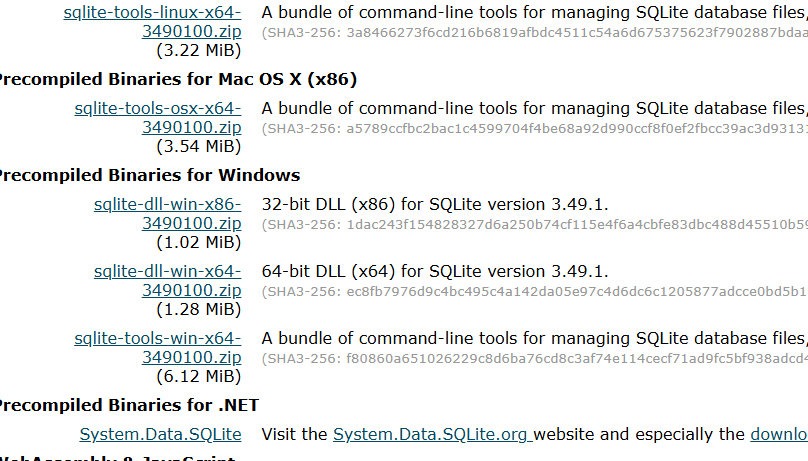 sqlite-tools-linux-x64- A bundle of command-line tools for managing SQLite database files,
3490100.zip (SHA3-256: 3a8466273f6cd216b6819afbdc4511c54a6d675375623f7902887bdaa
(3.22 MiB)
Precompiled Binaries for Mac OS X (x86)
sqlite-tools-osx-x64- A bundle of command-line tools for managing SQLite database files,
3490100.zip (SHA3-256: a5789ccfbc2bac1c4599704f4be68a92d990ccf8f0ef2fbcc39ac3d93131
(3.54 MiB)
Precompiled Binaries for Windows
sqlite-dll-win-x86- 32-bit DLL (x86) for SQLite version 3.49.1.
3490100.zip (SHA3-256: 1dac243f154828327d6a250b74cf115e4f6a4cbfe83dbc488d45510b59
(1.02 MiB)
sqlite-dll-win-x64- 64-bit DLL (x64) for SQLite version 3.49.1.
3490100.zip (SHA3-256: ec8fb7976d9c4bc495c4a142da05e97c4d6dc6c1205877adcce0bd5b1
(1.28 MiB)
sqlite-tools-win-x64- A bundle of command-line tools for managing SQLite database files,
3490100.zip (SHA3-256: f80860a651026229c8d6ba76cd8c3af74e114cecf71ad9fc5bf938adcd4
(6.12 MiB)
Precompiled Binaries for .NET
System.Data.SQLite Visit the System.Data.SQLite.org website and especially the downlo
WebAssembly & JavaScript